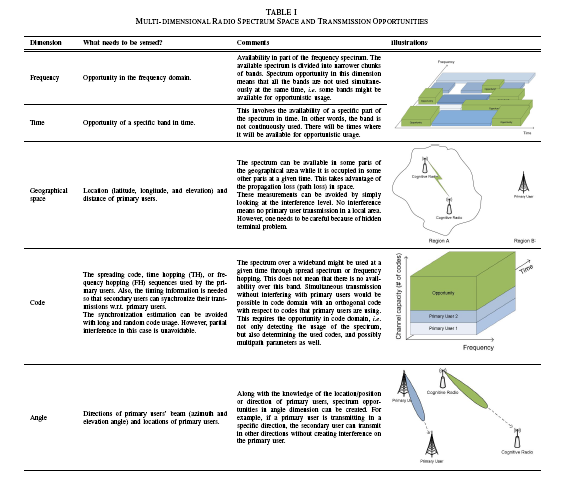 TABLE I
MULTI-DIMENSIONAL RADIO SPECTRUM SPACE AND TRANSMISSION OPPORTUNITIES
Dimension What needs to be sensed? Comments Illustrations
Frequency
Opportunity in the frequency domain.
Availability in part of the frequency spectrum. The
available spectrum is divided into narrower chunks
of bands. Spectrum opportunity in this dimension
means that all the bands are not used simultane-
ously at the same time, i.e. some bands might be
available for opportunistic usage.
Frequency
Time
Time
Opportunity of a specific band in time.
This involves the availability of a specific part of
the spectrum in time. In other words, the band is
not continuously used. There will be times where
it will be available for opportunistic usage.
Geographical
space
Location (latitude, longitude, and elevation) and
distance of primary users.
The spectrum can be available in some parts of
the geographical area while it is occupied in some
other parts at a given time. This takes advantage of
the propagation loss (path loss) in space.
These measurements can be avoided by simply
looking at the interference level. No interference
means no primary user transmission in a local area.
However, one needs to be careful because of hidden
terminal problem.
Cognitive Radio
Cognitive Radio
Primary User
Region A
Region B
Code
The spreading code, time hopping (TH), or fre-
quency hopping (FH) sequences used by the pri-
mary users. Also, the timing information is needed
so that secondary users can synchronize their trans-
missions w.r.t. primary users.
The synchronization estimation can be avoided
with long and random code usage. However, partial
interference in this case is unavoidable.
The spectrum over a wideband might be used at a
given time through spread spectrum or frequency
hopping. This does not mean that there is no avail-
ability over this band. Simultaneous transmission
without interfering with primary users would be
possible in code domain with an orthogonal code
with respect to codes that primary users are using.
This requires the opportunity in code domain, i.e.
not only detecting the usage of the spectrum,
but also determining the used codes, and possibly
multipath parameters as well.
Channel capacity (# of codes)
Time
Opportunity
Primary User 2
Primary User 1
Frequency
Angle
Directions of primary users' beam (azimuth and
elevation angle) and locations of primary users.
Along with the knowledge of the location/position
or direction of primary users, spectrum oppor-
tunities in angle dimension can be created. For
example, if a primary user is transmitting in a
specific direction, the secondary user can transmit
in other directions without creating interference on
the primary user.
Cognitive Radio
Primary User
Primary User
Cognitive Radio